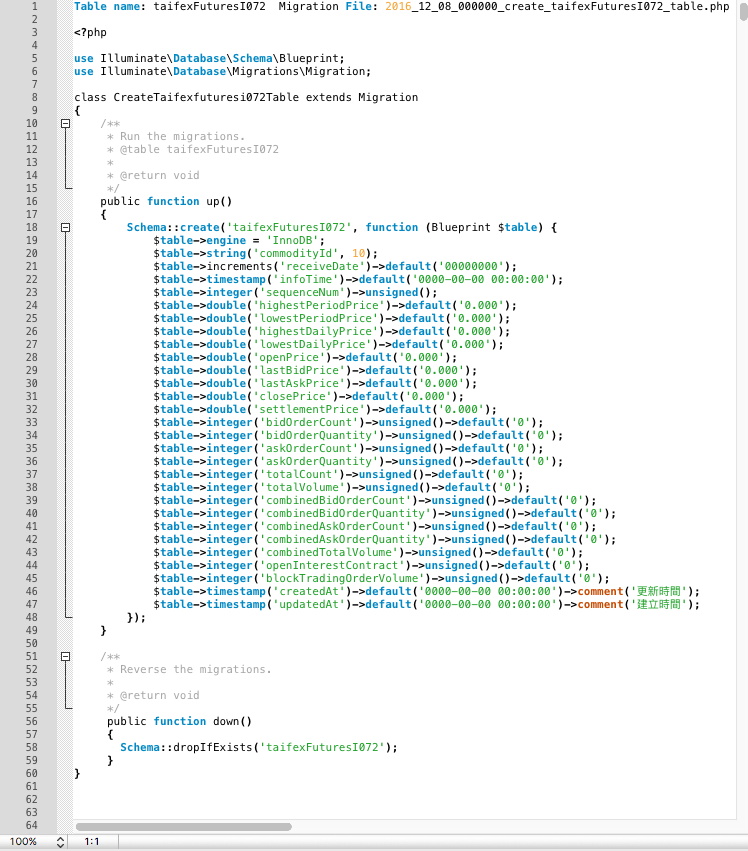 1 Table name: taifexFuturesI072  Migration File: 2016_12_08_000000_create_taifexFuturesI072_table.php
2
3 <?php
4
5 use Illuminate\Database\Schema\Blueprint;
6 use Illuminate\Database\Migrations\Migration;
7
8 class CreateTaifexfuturesi072Table extends Migration
9 {
10     /**
11      * Run the migrations.
12      * @table taifexFuturesI072
13      *
14      * @return void
15      */
16     public function up()
17     {
18         Schema::create('taifexFuturesI072', function (Blueprint $table) {
19             $table->engine = 'InnoDB';
20             $table->string('commodityId', 10);
21             $table->increments('receiveDate')->default('00000000');
22             $table->timestamp('infoTime')->default('0000-00-00 00:00:00');
23             $table->integer('sequenceNum')->unsigned();
24             $table->double('highestPeriodPrice')->default('0.000');
25             $table->double('lowestPeriodPrice')->default('0.000');
26             $table->double('highestDailyPrice')->default('0.000');
27             $table->double('lowestDailyPrice')->default('0.000');
28             $table->double('openPrice')->default('0.000');
29             $table->double('lastBidPrice')->default('0.000');
30             $table->double('lastAskPrice')->default('0.000');
31             $table->double('closePrice')->default('0.000');
32             $table->double('settlementPrice')->default('0.000');
33             $table->integer('bidOrderCount')->unsigned()->default('0');
34             $table->integer('bidOrderQuantity')->unsigned()->default('0');
35             $table->integer('askOrderCount')->unsigned()->default('0');
36             $table->integer('askOrderQuantity')->unsigned()->default('0');
37             $table->integer('totalCount')->unsigned()->default('0');
38             $table->integer('totalVolume')->unsigned()->default('0');
39             $table->integer('combinedBidOrderCount')->unsigned()->default('0');
40             $table->integer('combinedBidOrderQuantity')->unsigned()->default('0');
41             $table->integer('combinedAskOrderCount')->unsigned()->default('0');
42             $table->integer('combinedAskOrderQuantity')->unsigned()->default('0');
43             $table->integer('combinedTotalVolume')->unsigned()->default('0');
44             $table->integer('openInterestContract')->unsigned()->default('0');
45             $table->integer('blockTradingOrderVolume')->unsigned()->default('0');
46             $table->timestamp('createdAt')->default('0000-00-00 00:00:00')->comment('更新時間');
47             $table->timestamp('updatedAt')->default('0000-00-00 00:00:00')->comment('建立時間');
48         });
49     }
50
51     /**
52      * Reverse the migrations.
53      *
54      * @return void
55      */
56      public function down()
57      {
58        Schema::dropIfExists('taifexFuturesI072');
59      }
60 }
61
62
63
64
100% 1:1